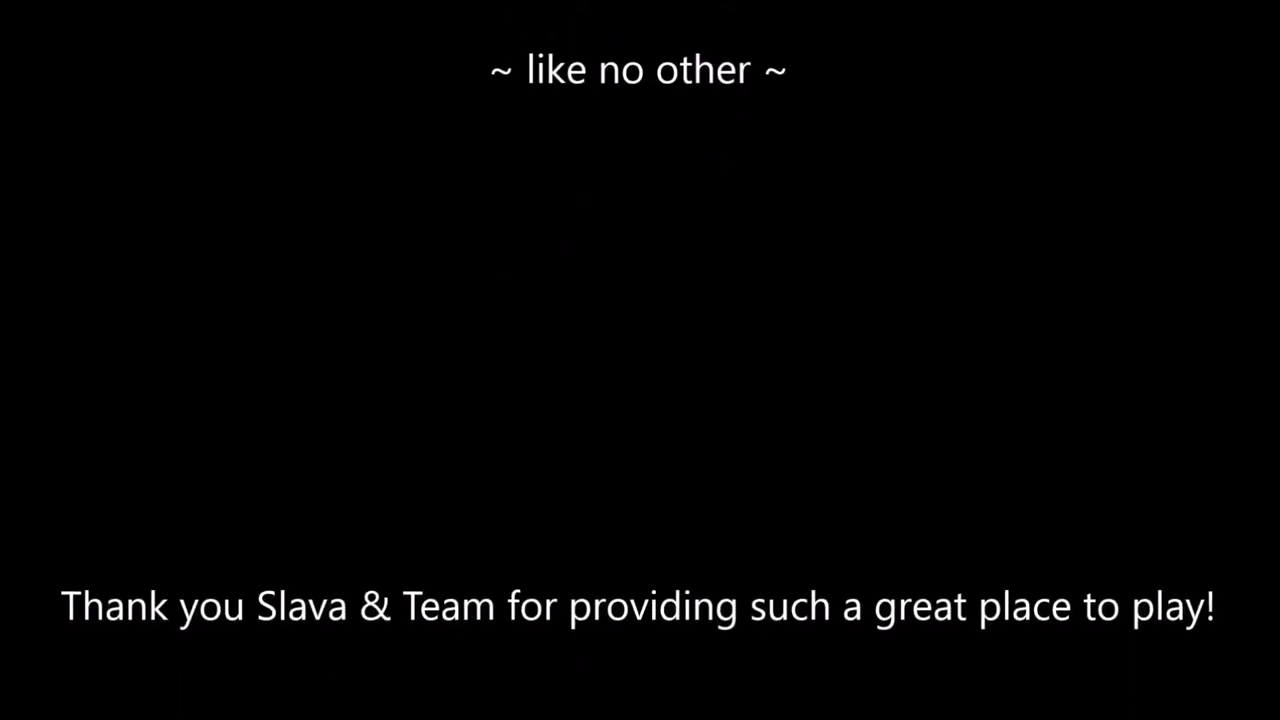 ~ like no other ~
Thank you Slava & Team for providing such a great place to play!